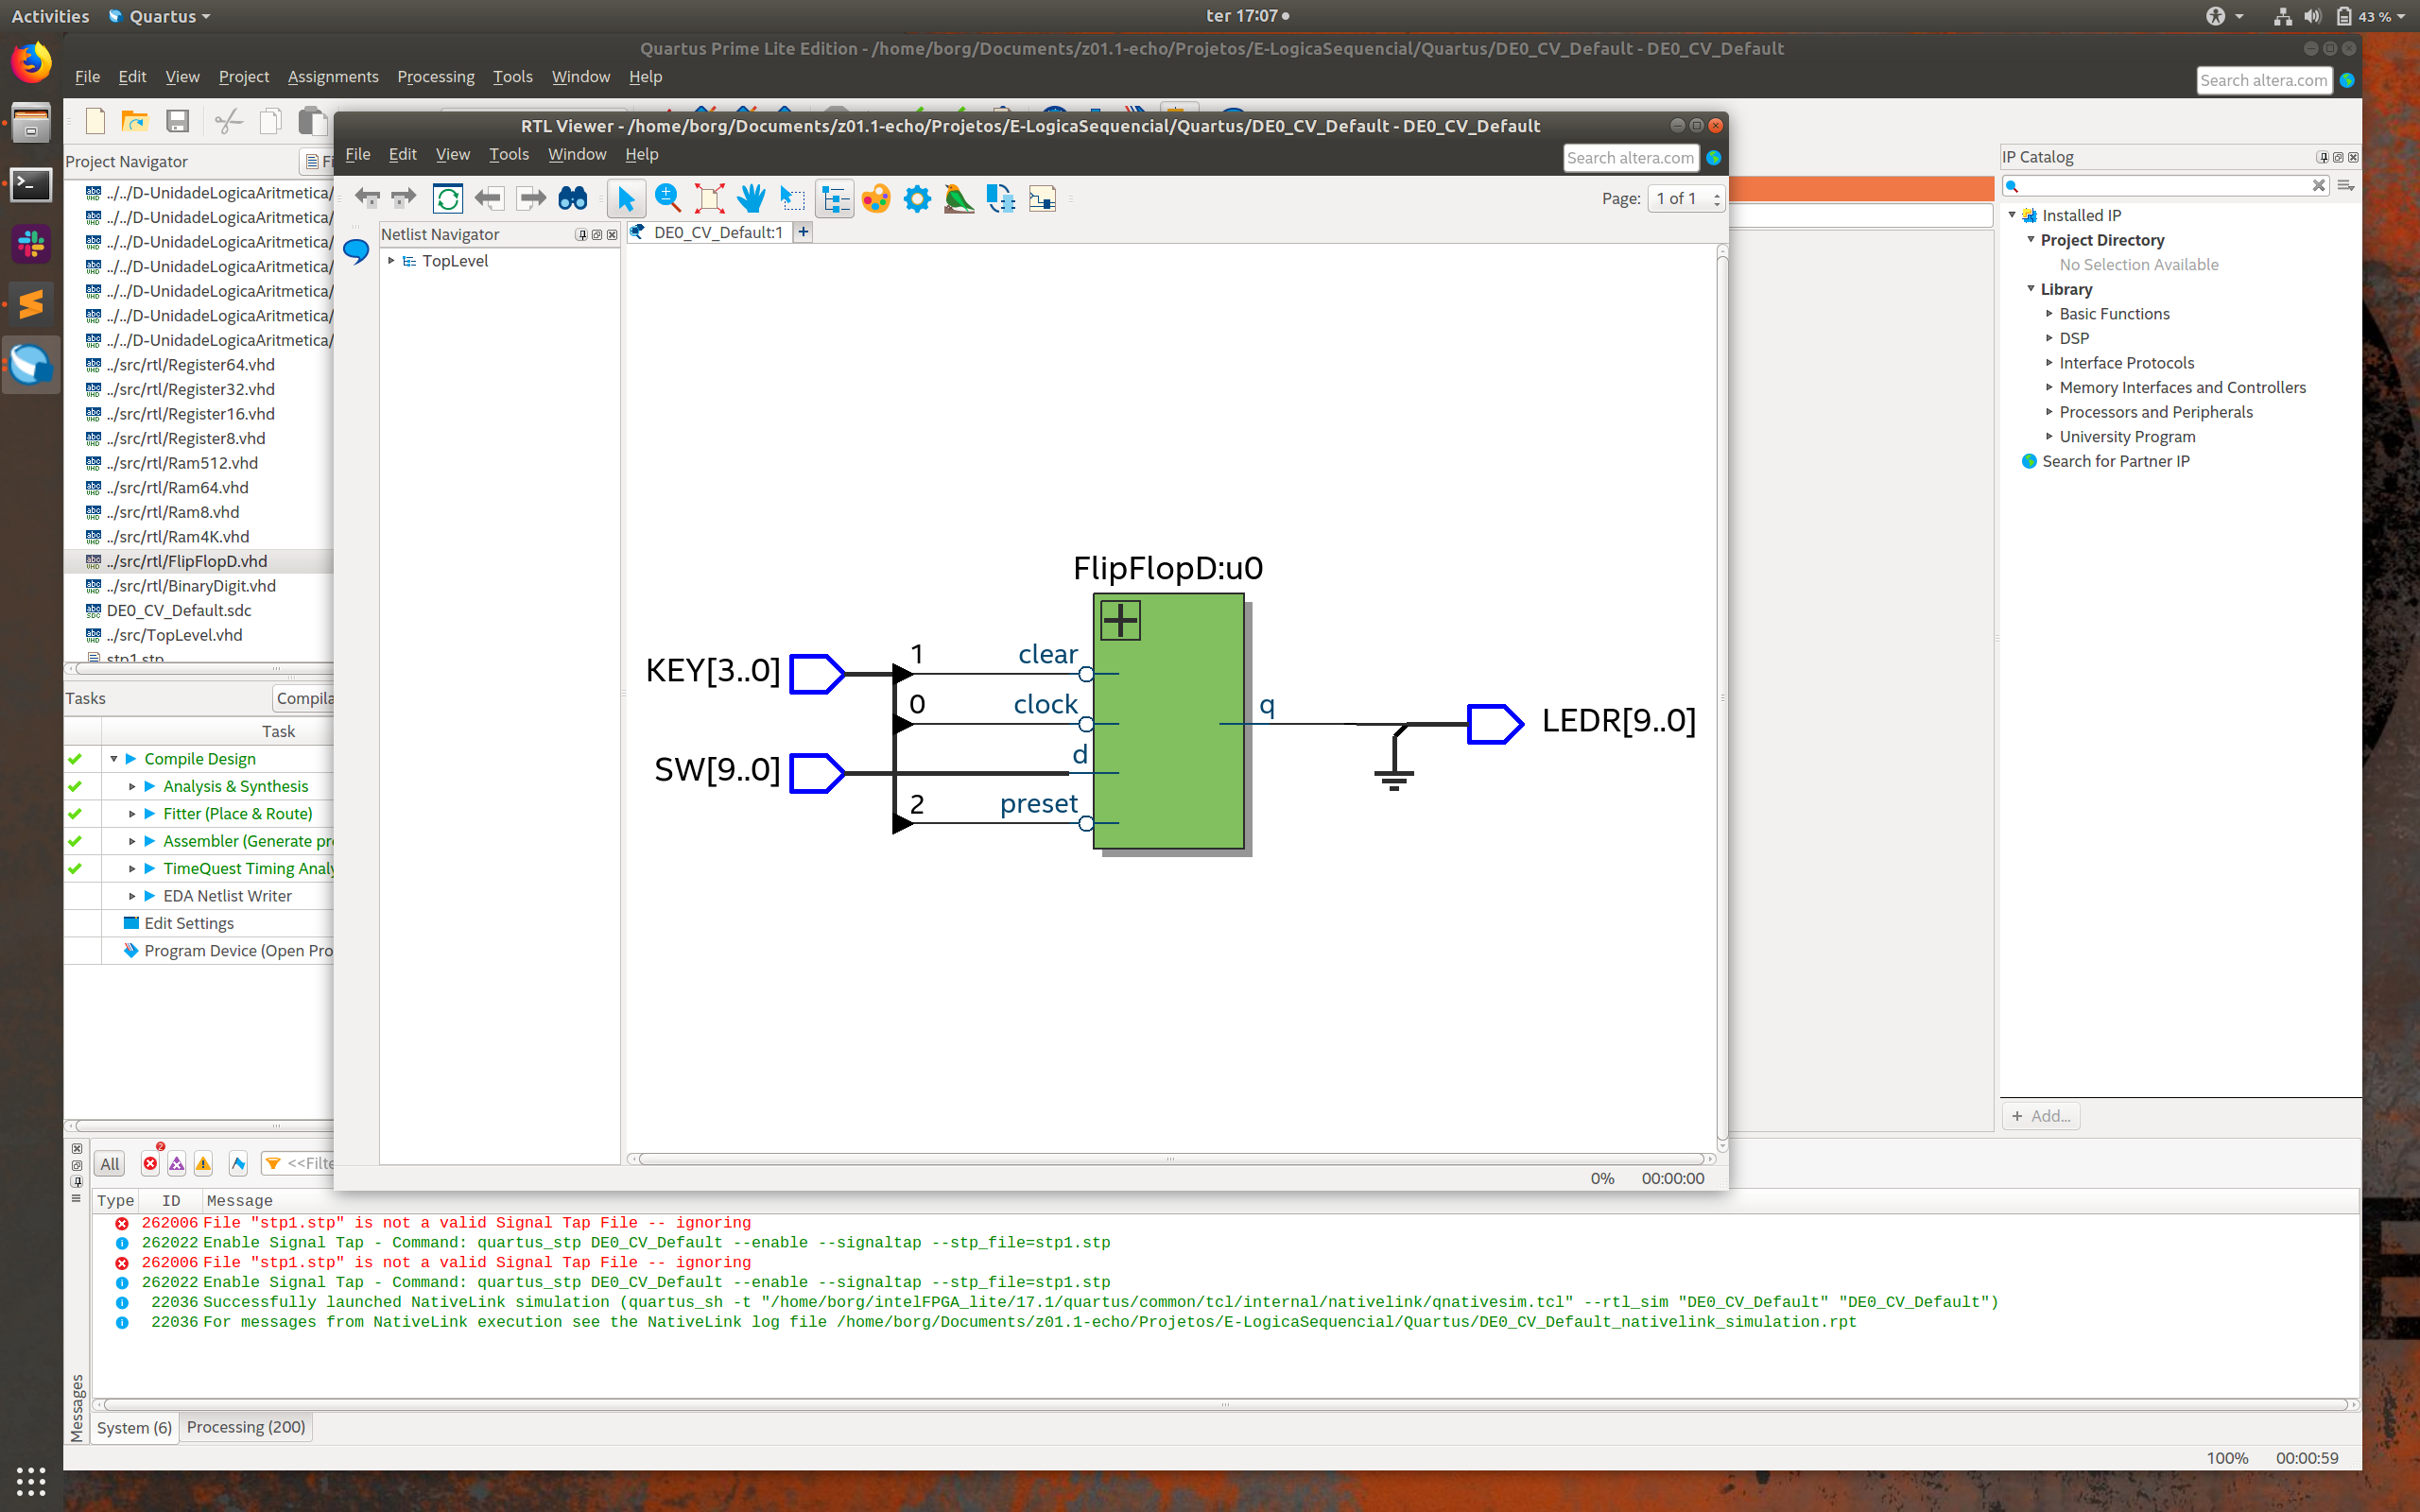 Activities Quartus ter 17:07 43 %
Quartus Prime Lite Edition - /home/borg/Documents/z01.1-echo/Projetos/E-LogicaSequencial/Quartus/DE0_CV_Default - DE0_CV_Default
File Edit View Project Assignments Processing Tools Window Help Search altera.com
RTL Viewer - /home/borg/Documents/z01.1-echo/Projetos/E-LogicaSequencial/Quartus/DE0_CV_Default - DE0_CV_Default
File Edit View Tools Window Help Search altera.com
Page: 1 of 1
Project Navigator Fi
../../D-UnidadeLogicaAritmetica/
../../D-UnidadeLogicaAritmetica/
../../D-UnidadeLogicaAritmetica/
../../D-UnidadeLogicaAritmetica/
../../D-UnidadeLogicaAritmetica/
../../D-UnidadeLogicaAritmetica/
../../D-UnidadeLogicaAritmetica/
../src/rtl/Register64.vhd
../src/rtl/Register32.vhd
../src/rtl/Register16.vhd
../src/rtl/Register8.vhd
../src/rtl/Ram512.vhd
../src/rtl/Ram64.vhd
../src/rtl/Ram8.vhd
../src/rtl/Ram4K.vhd
../src/rtl/FlipFlopD.vhd
../src/rtl/BinaryDigit.vhd
DE0_CV_Default.sdc
../src/TopLevel.vhd
stp1.stp
Tasks Compila
Task
Compile Design
Analysis & Synthesis
Fitter (Place & Route)
Assembler (Generate pr
TimeQuest Timing Analy
EDA Netlist Writer
Edit Settings
Program Device (Open Pro
Netlist Navigator
TopLevel
DE0_CV_Default:1
FlipFlopD:u0
KEY[3..0] 1 clear
0 clock
SW[9..0] d
2 preset
q LEDR[9..0]
0% 00:00:00
IP Catalog
Installed IP
Project Directory
No Selection Available
Library
Basic Functions
DSP
Interface Protocols
Memory Interfaces and Controllers
Processors and Peripherals
University Program
Search for Partner IP
+ Add...
All 2 <<Filte
Type ID Message
262006 File "stp1.stp" is not a valid Signal Tap File -- ignoring
262022 Enable Signal Tap - Command: quartus_stp DE0_CV_Default --enable --signaltap --stp_file=stp1.stp
262006 File "stp1.stp" is not a valid Signal Tap File -- ignoring
262022 Enable Signal Tap - Command: quartus_stp DE0_CV_Default --enable --signaltap --stp_file=stp1.stp
22036 Successfully launched NativeLink simulation (quartus_sh -t "/home/borg/intelFPGA_lite/17.1/quartus/common/tcl/internal/nativelink/qnativesim.tcl" --rtl_sim "DE0_CV_Default" "DE0_CV_Default")
22036 For messages from NativeLink execution see the NativeLink log file /home/borg/Documents/z01.1-echo/Projetos/E-LogicaSequencial/Quartus/DE0_CV_Default_nativelink_simulation.rpt
Messages
System (6) Processing (200)
100% 00:00:59